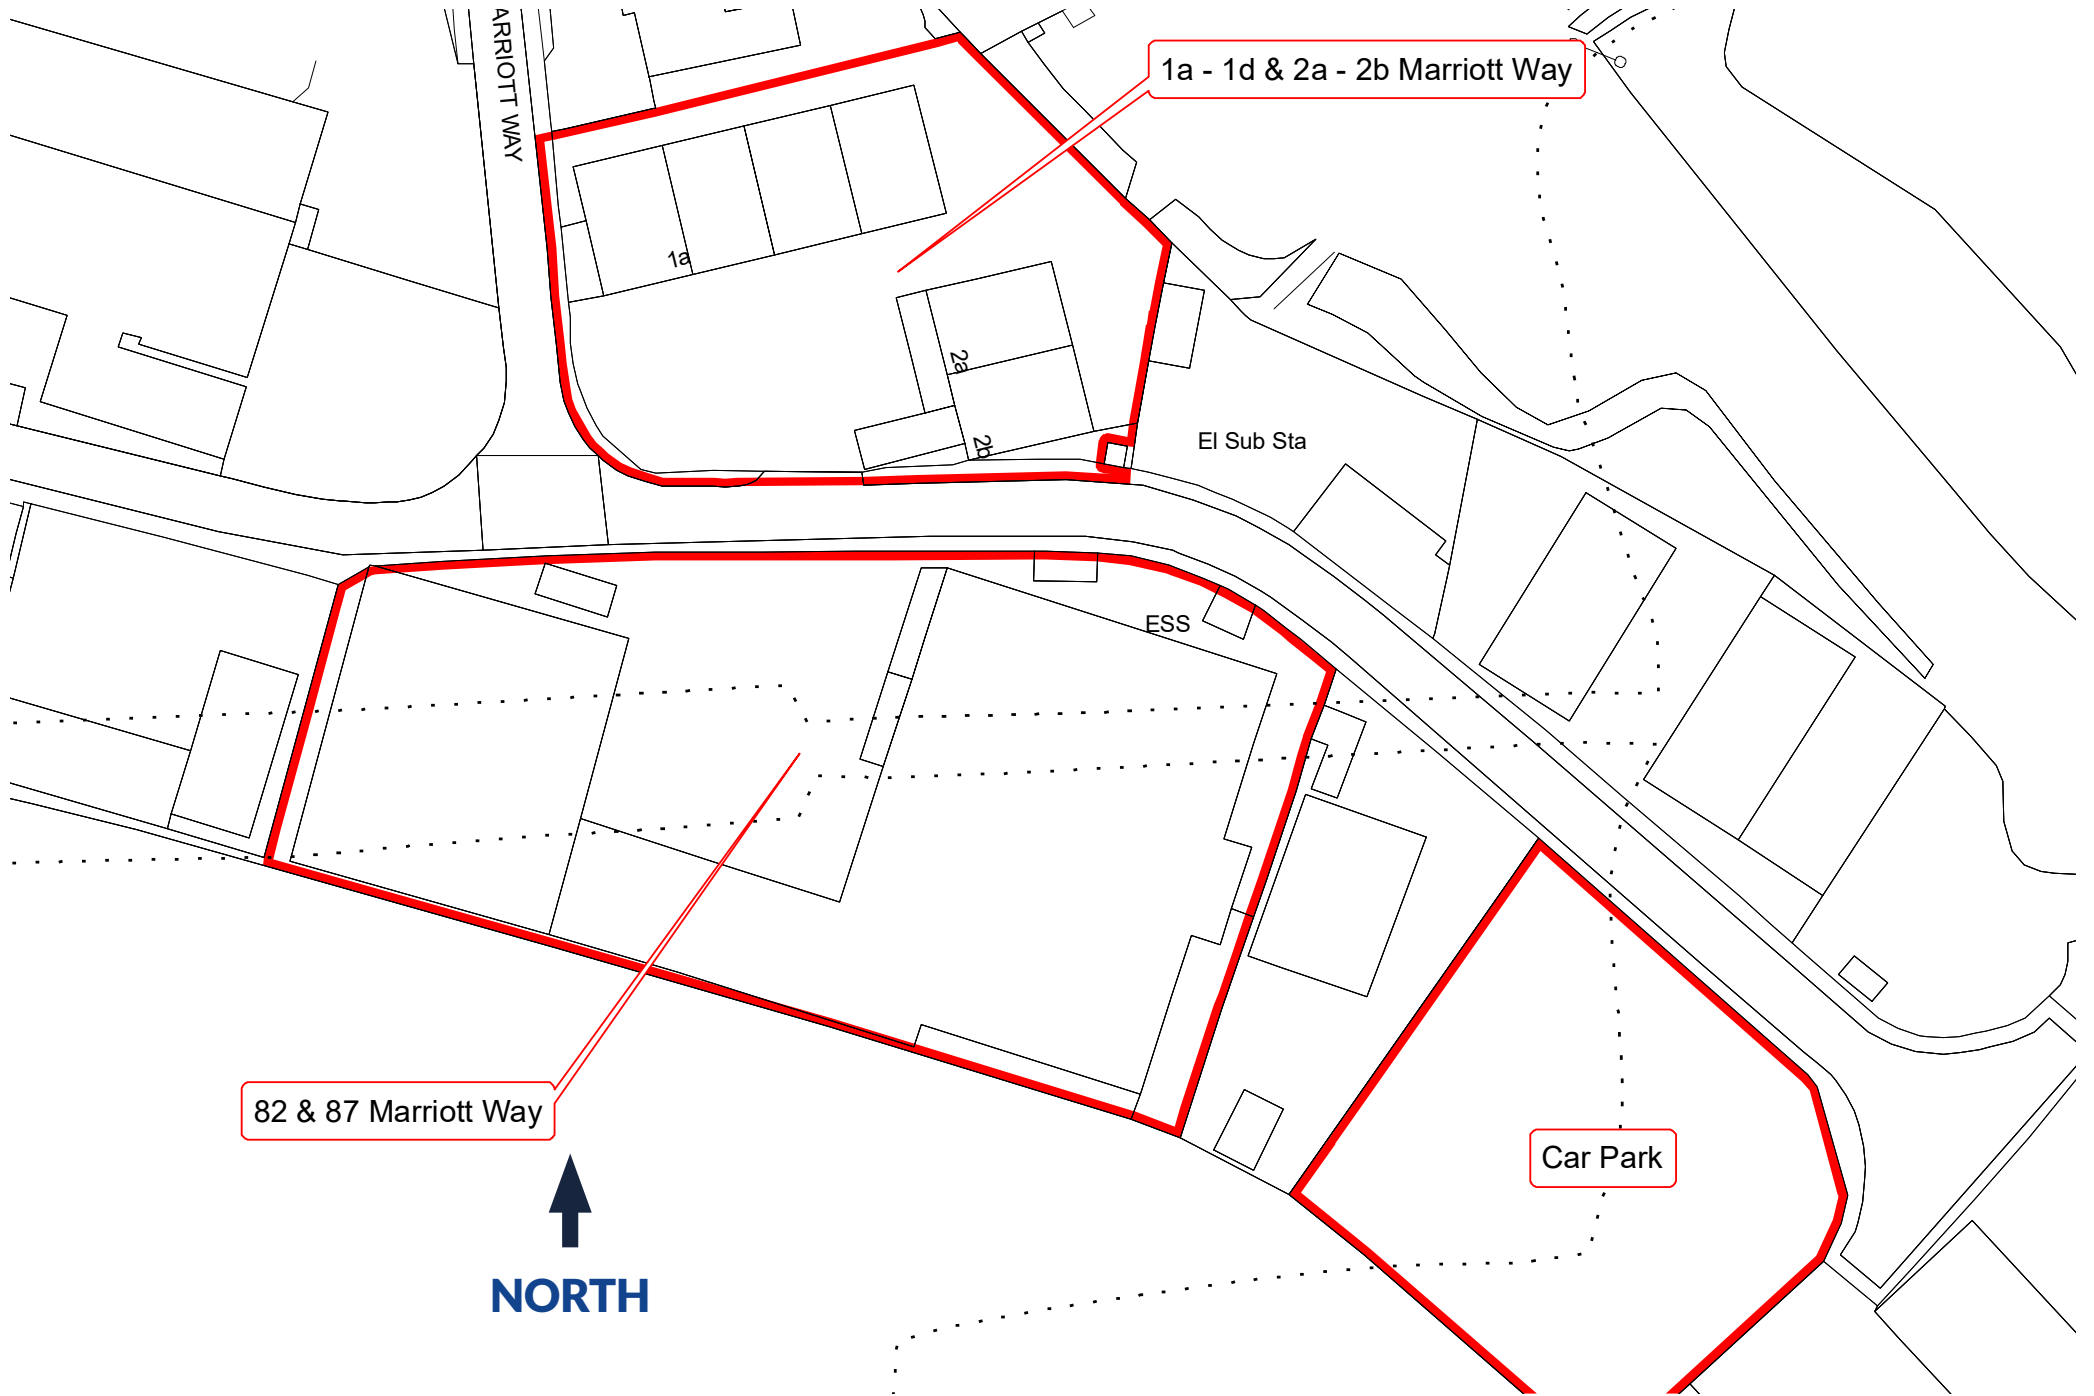 ARRIOTT WAY
1a - 1d & 2a - 2b Marriott Way
1a
2a
2b
El Sub Sta
ESS
82 & 87 Marriott Way
Car Park
NORTH